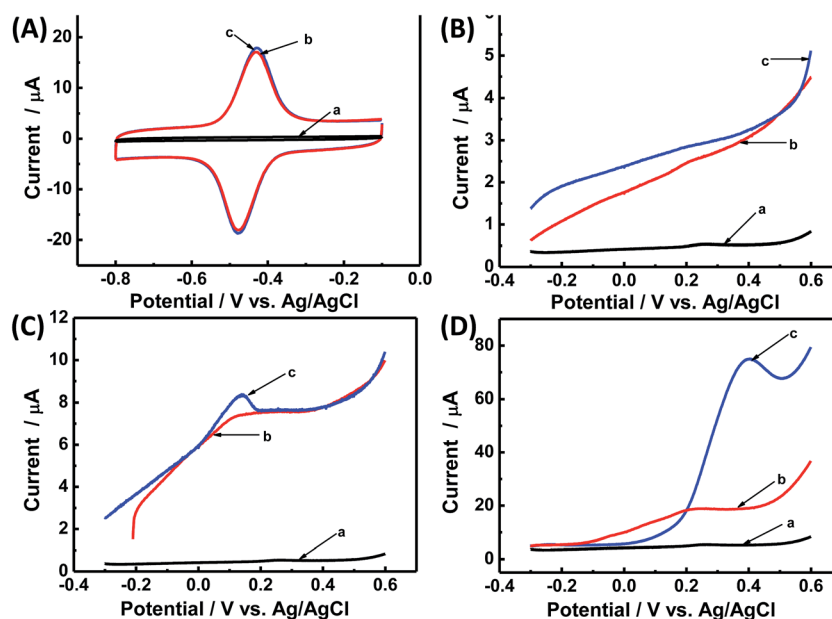 (A)
20
10
0
-10
-20
c
b
a
Current / μA
-0.8 -0.6 -0.4 -0.2 0.0
Potential / V vs. Ag/AgCl
(B)
5
4
3
2
1
0
c
b
a
Current / μA
-0.4 -0.2 0.0 0.2 0.4 0.6
Potential / V vs. Ag/AgCl
(C)
12
10
8
6
4
2
0
c
b
a
Current / μA
-0.4 -0.2 0.0 0.2 0.4 0.6
Potential / V vs. Ag/AgCl
(D)
80
60
40
20
0
c
b
a
Current / μA
-0.4 -0.2 0.0 0.2 0.4 0.6
Potential / V vs. Ag/AgCl